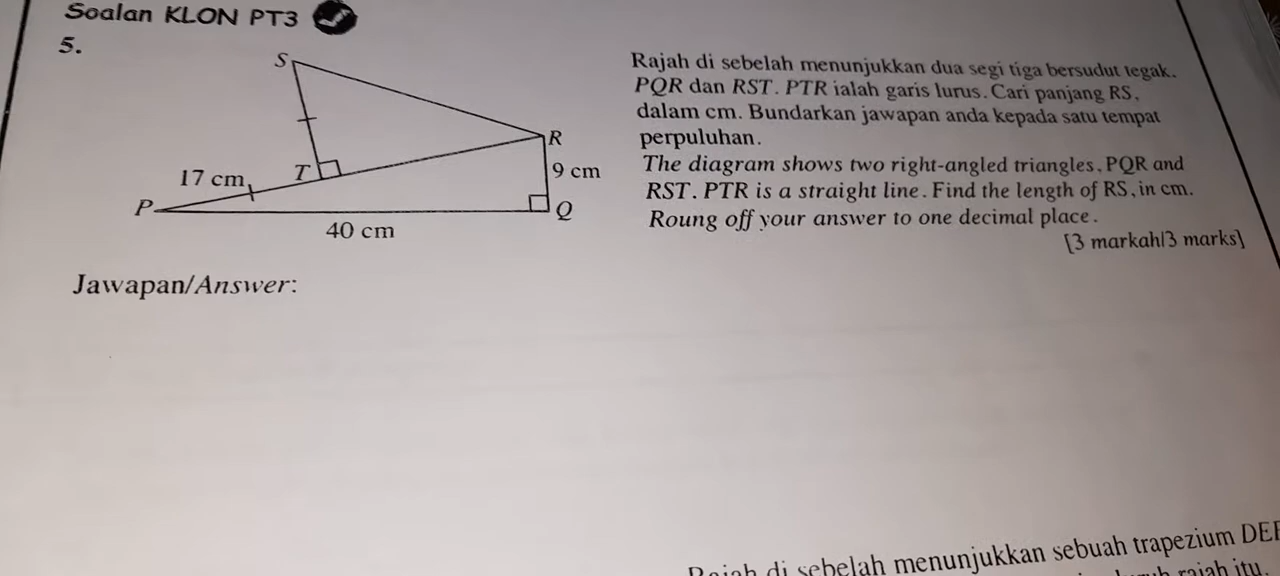 Soalan KLON PT3
5.
S
R
T
17 cm
9 cm
P
Q
40 cm
Rajah di sebelah menunjukkan dua segi tiga bersudut tegak.
PQR dan RST. PTR ialah garis lurus. Cari panjang RS,
dalam cm. Bundarkan jawapan anda kepada satu tempat
perpuluhan.
The diagram shows two right-angled triangles, PQR and
RST. PTR is a straight line. Find the length of RS, in cm.
Roung off your answer to one decimal place.
[3 markah/3 marks]
Jawapan/Answer:
di sebelah menunjukkan sebuah trapezium
rajah itu.